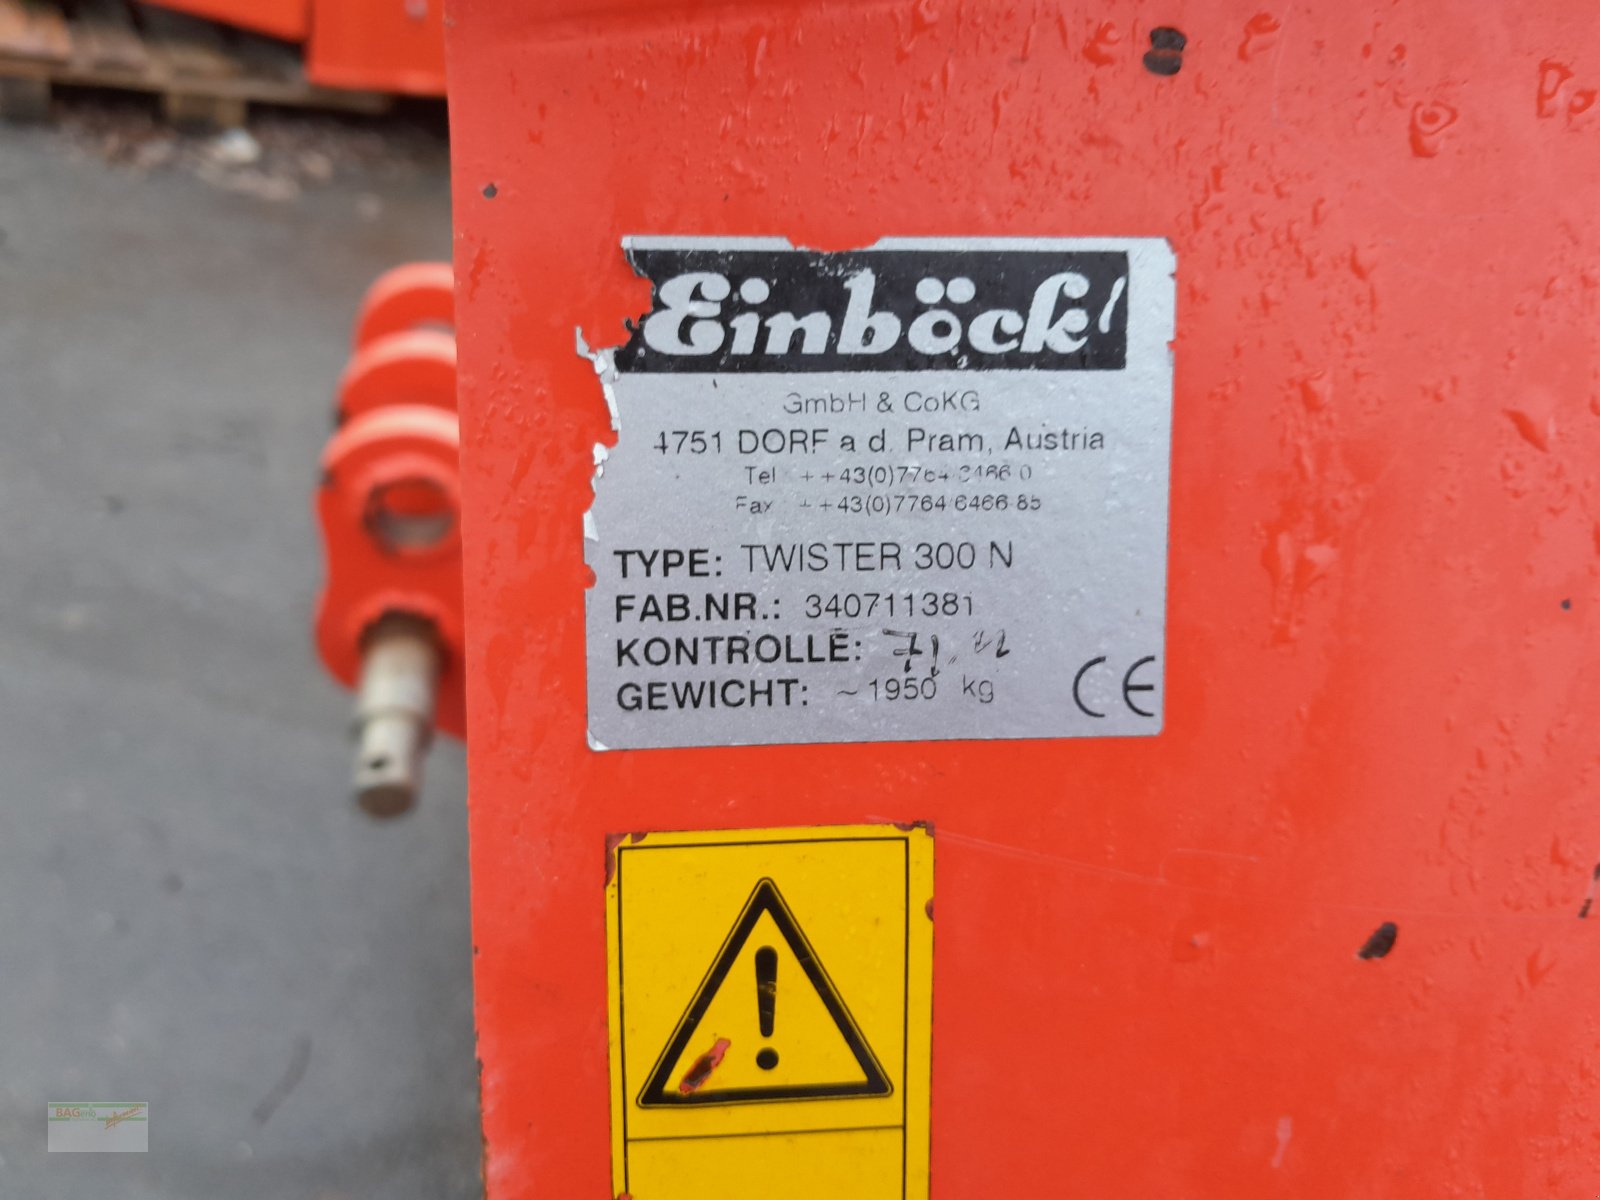 Einböck
GmbH & CoKG
4751 DORF a d. Pram, Austria
Tel : ++43(0)7764 6466 0
Fax : ++43(0)7764 6466-85
TYPE: TWISTER 300 N
FAB.NR.: 340711381
KONTROLLE:
GEWICHT: ~1950 kg
CE
BAG